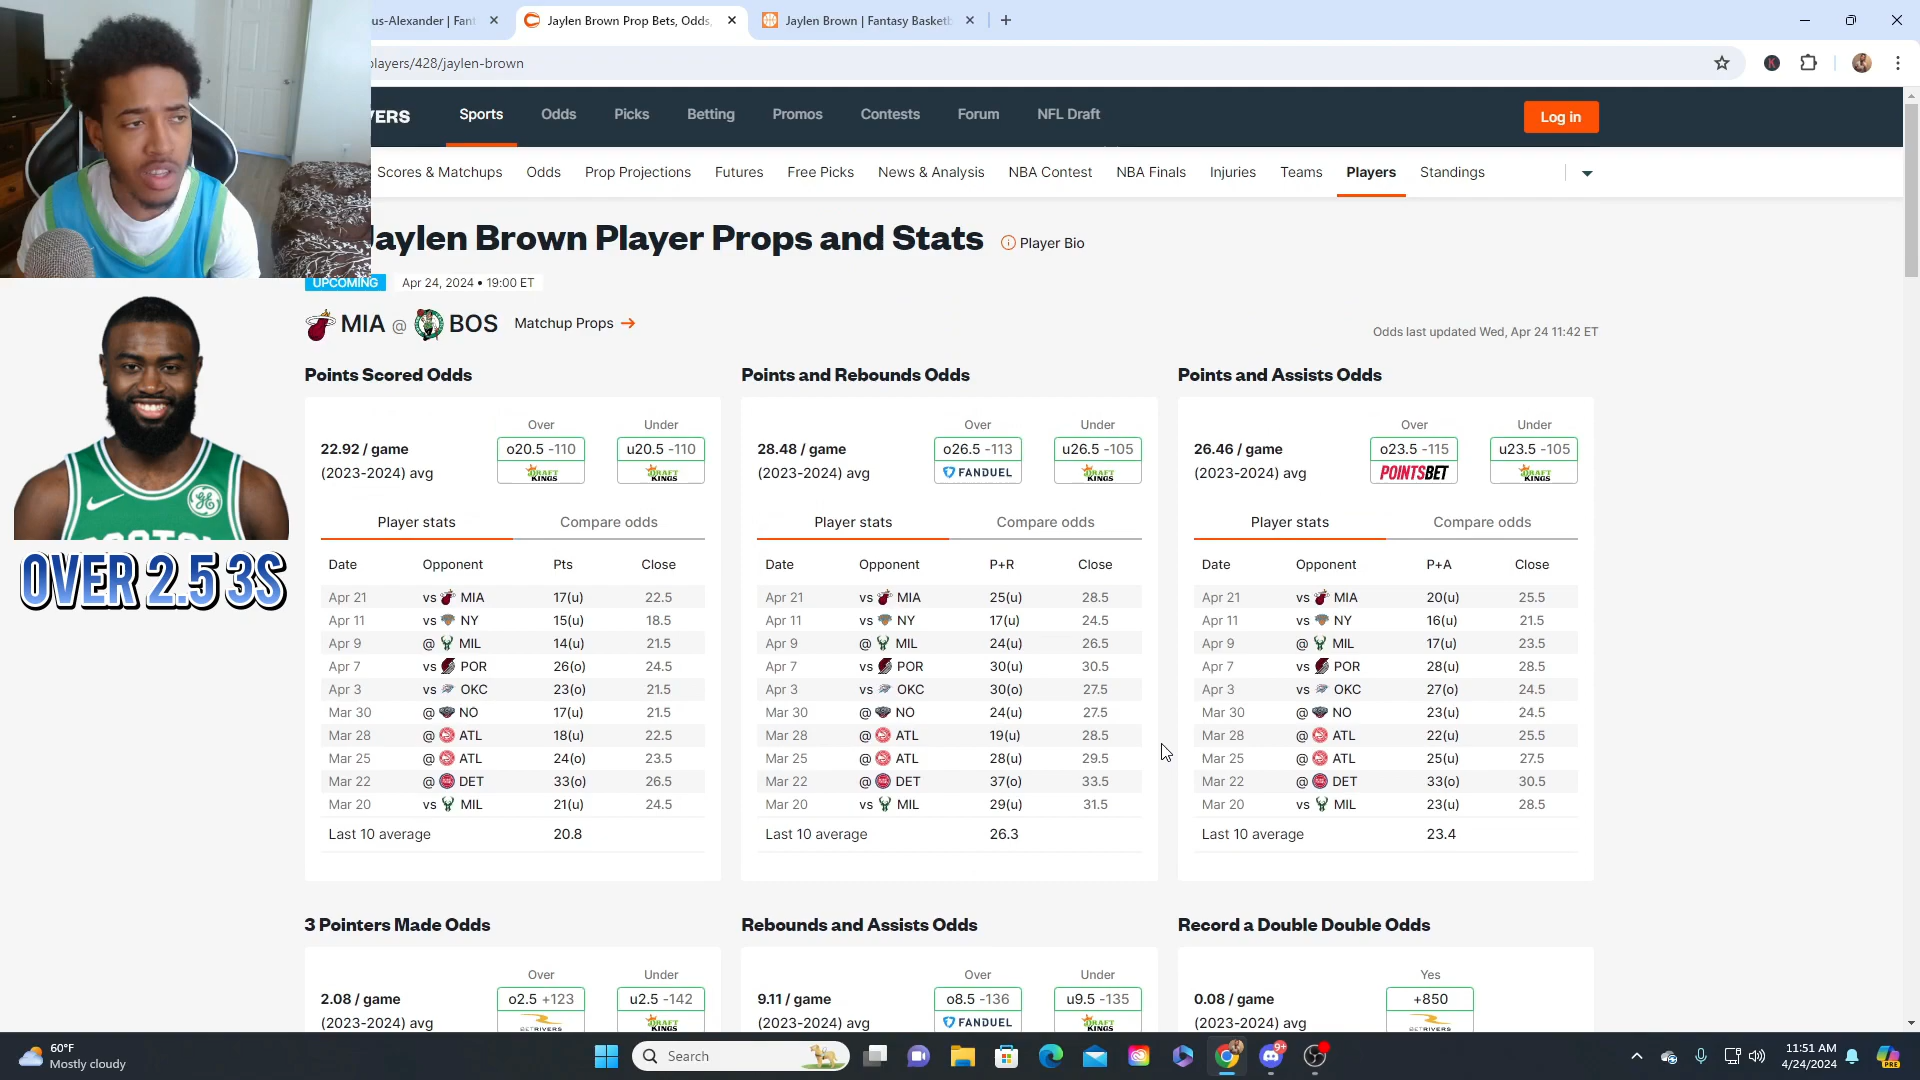 us-Alexander | Fant
Jaylen Brown Prop Bets, Odds,
Jaylen Brown | Fantasy Basketb
players/428/jaylen-brown
K
VERS Sports Odds Picks Betting Promos Contests Forum NFL Draft Log in
Scores & Matchups Odds Prop Projections Futures Free Picks News & Analysis NBA Contest NBA Finals Injuries Teams Players Standings
Jaylen Brown Player Props and Stats Player Bio
UPCOMING Apr 24, 2024 • 19:00 ET
MIA @ BOS Matchup Props →
Odds last updated Wed, Apr 24 11:42 ET
OVER 2.5 3S
Points Scored Odds
Over Under
22.92 / game o20.5 -110 u20.5 -110
(2023-2024) avg DRAFT KINGS DRAFT KINGS
Player stats Compare odds
Date Opponent Pts Close
Apr 21 vs MIA 17(u) 22.5
Apr 11 vs NY 15(u) 18.5
Apr 9 @ MIL 14(u) 21.5
Apr 7 vs POR 26(o) 24.5
Apr 3 vs OKC 23(o) 21.5
Mar 30 @ NO 17(u) 21.5
Mar 28 @ ATL 18(u) 22.5
Mar 25 @ ATL 24(o) 23.5
Mar 22 @ DET 33(o) 26.5
Mar 20 vs MIL 21(u) 24.5
Last 10 average 20.8
Points and Rebounds Odds
Over Under
28.48 / game o26.5 -113 u26.5 -105
(2023-2024) avg FANDUEL DRAFT KINGS
Player stats Compare odds
Date Opponent P+R Close
Apr 21 vs MIA 25(u) 28.5
Apr 11 vs NY 17(u) 24.5
Apr 9 @ MIL 24(u) 26.5
Apr 7 vs POR 30(u) 30.5
Apr 3 vs OKC 30(o) 27.5
Mar 30 @ NO 24(u) 27.5
Mar 28 @ ATL 19(u) 28.5
Mar 25 @ ATL 28(u) 29.5
Mar 22 @ DET 37(o) 33.5
Mar 20 vs MIL 29(u) 31.5
Last 10 average 26.3
Points and Assists Odds
Over Under
26.46 / game o23.5 -115 u23.5 -105
(2023-2024) avg POINTSBET DRAFT KINGS
Player stats Compare odds
Date Opponent P+A Close
Apr 21 vs MIA 20(u) 25.5
Apr 11 vs NY 16(u) 21.5
Apr 9 @ MIL 17(u) 23.5
Apr 7 vs POR 28(u) 28.5
Apr 3 vs OKC 27(o) 24.5
Mar 30 @ NO 23(u) 24.5
Mar 28 @ ATL 22(u) 25.5
Mar 25 @ ATL 25(u) 27.5
Mar 22 @ DET 33(o) 30.5
Mar 20 vs MIL 23(u) 28.5
Last 10 average 23.4
3 Pointers Made Odds
Over Under
2.08 / game o2.5 +123 u2.5 -142
(2023-2024) avg BETRIVERS DRAFT KINGS
Rebounds and Assists Odds
Over Under
9.11 / game o8.5 -136 u9.5 -135
(2023-2024) avg FANDUEL DRAFT KINGS
Record a Double Double Odds
Yes
0.08 / game +850
(2023-2024) avg BETRIVERS
60°F
Mostly cloudy
Search
9+
11:51 AM
4/24/2024
PRE